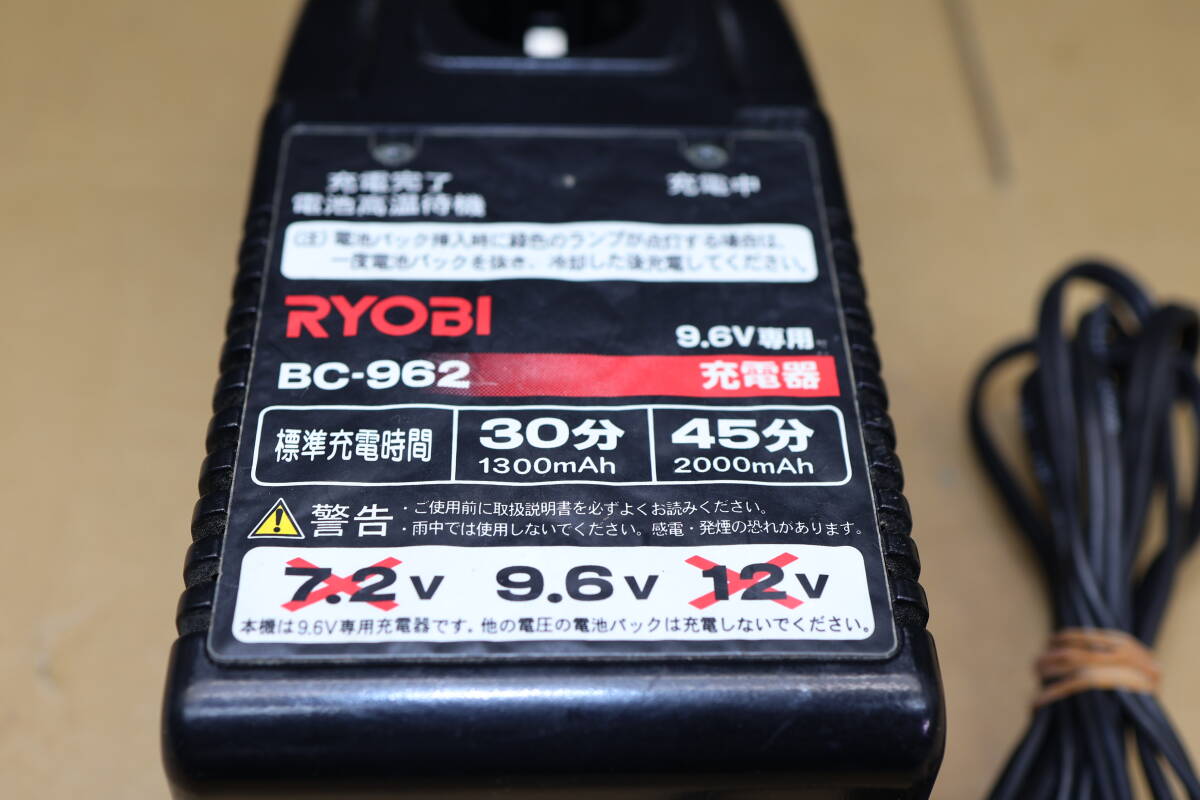 充電完了
電池高温待機
充電中
(注) 電池パック挿入時に緑色のランプが点灯する場合は、
一度電池パックを抜き、冷却した後充電してください。
RYOBI
9.6V専用
BC-962
充電器
標準充電時間
30分
1300mAh
45分
2000mAh
警告
・ご使用前に取扱説明書を必ずよくお読みください。
・雨中では使用しないでください。感電・発煙の恐れがあります。
7.2V 9.6V 12V
本機は9.6V専用充電器です。他の電圧の電池パックは充電しないでください。